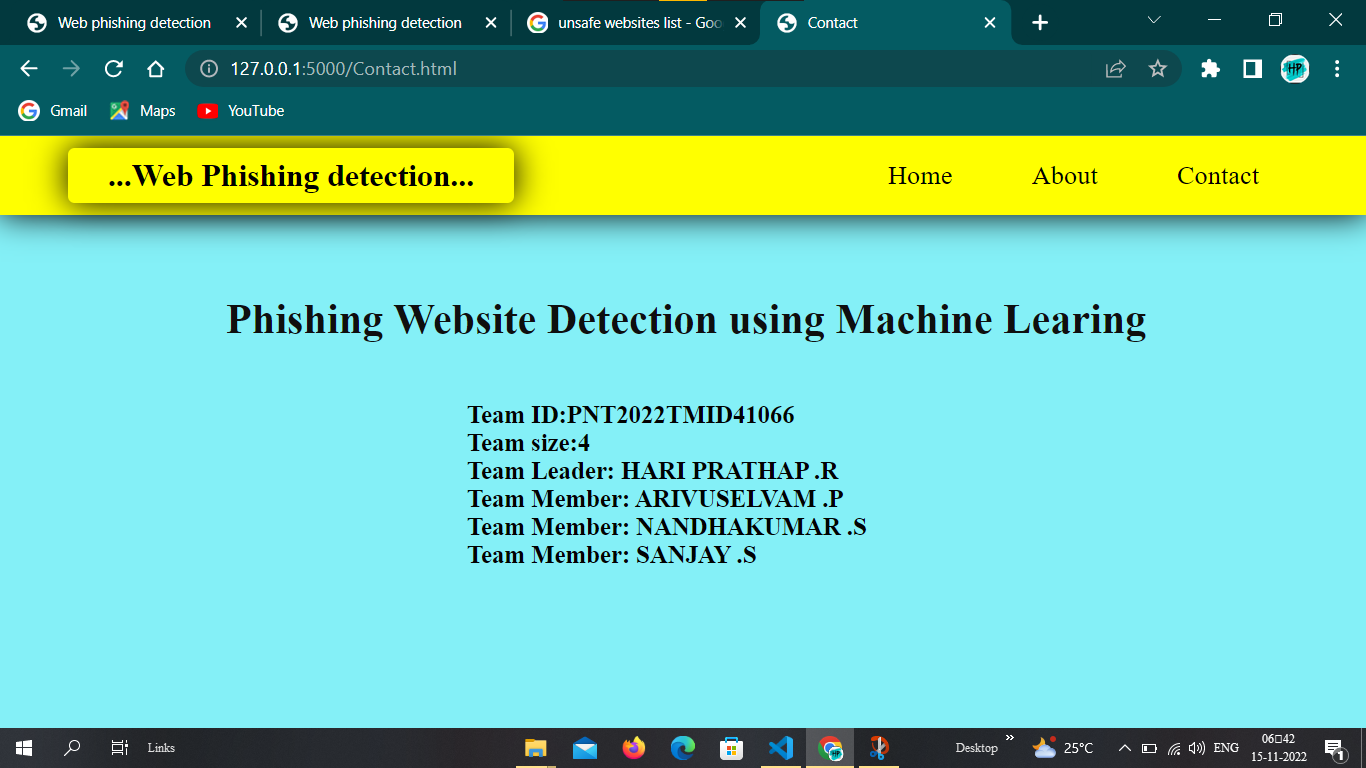 Web phishing detection
Web phishing detection
unsafe websites list - Goo
Contact
127.0.0.1:5000/Contact.html
HP
Gmail
Maps
YouTube
...Web Phishing detection...
Home
About
Contact
Phishing Website Detection using Machine Learing
Team ID:PNT2022TMID41066
Team size:4
Team Leader: HARI PRATHAP .R
Team Member: ARIVUSELVAM .P
Team Member: NANDHAKUMAR .S
Team Member: SANJAY .S
Links
Desktop
25°C
ENG
06▯42
15-11-2022
1